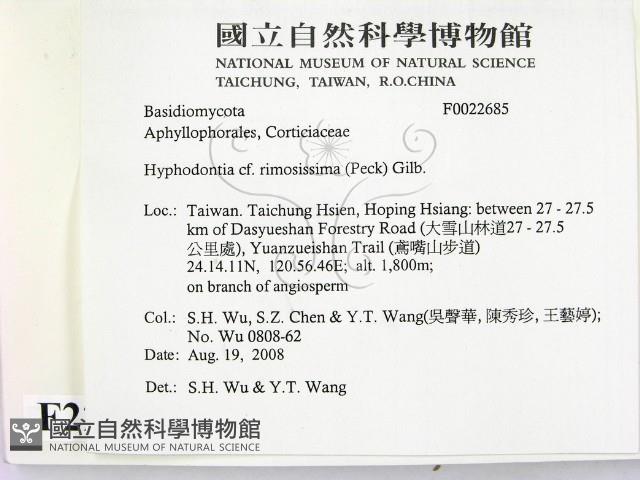 國立自然科學博物館
NATIONAL MUSEUM OF NATURAL SCIENCE
TAICHUNG, TAIWAN, R.O.CHINA
Basidiomycota F0022685
Aphyllophorales, Corticiaceae
Hyphodontia cf. rimosissima (Peck) Gilb.
Loc.: Taiwan. Taichung Hsien, Hoping Hsiang: between 27 - 27.5
km of Dasyueshan Forestry Road (大雪山林道27 - 27.5
公里處), Yuanzueishan Trail (鳶嘴山步道)
24.14.11N, 120.56.46E; alt. 1,800m;
on branch of angiosperm
Col.: S.H. Wu, S.Z. Chen & Y.T. Wang(吳聲華, 陳秀珍, 王藝婷);
No. Wu 0808-62
Date: Aug. 19, 2008
Det.: S.H. Wu & Y.T. Wang
F2
國立自然科學博物館
NATIONAL MUSEUM OF NATURAL SCIENCE